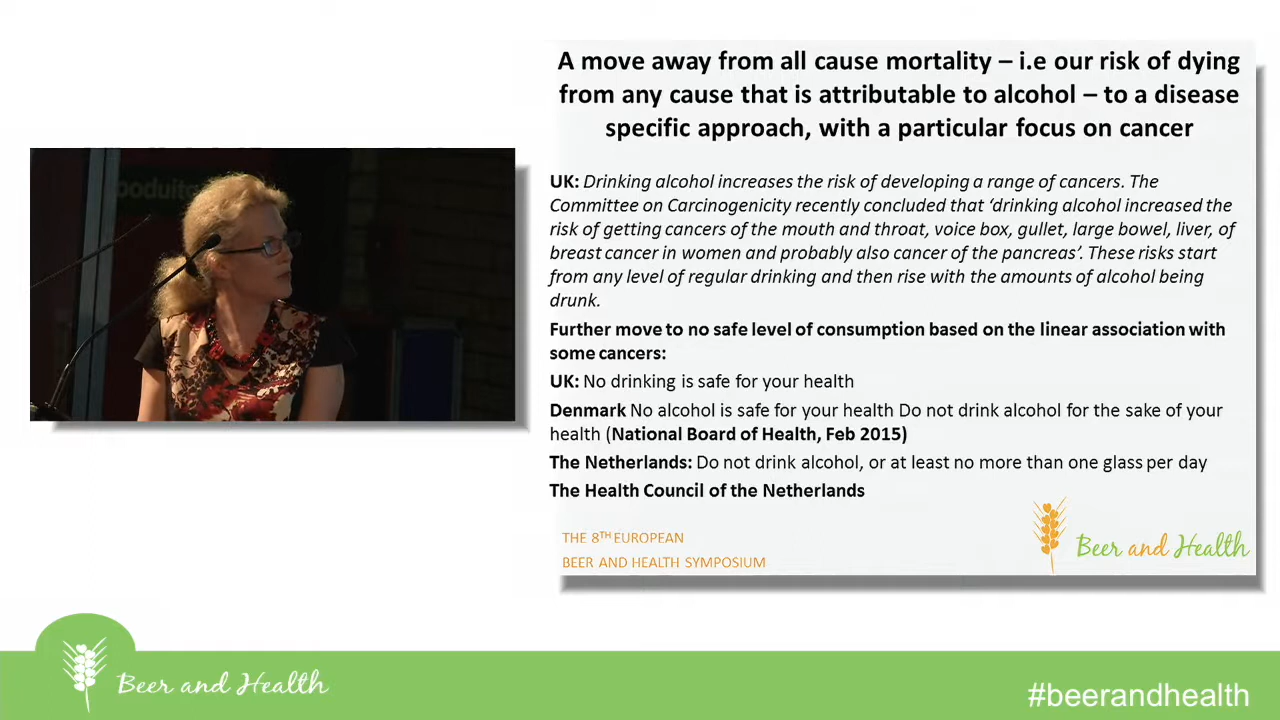 A move away from all cause mortality – i.e our risk of dying
from any cause that is attributable to alcohol – to a disease
specific approach, with a particular focus on cancer
UK: Drinking alcohol increases the risk of developing a range of cancers. The
Committee on Carcinogenicity recently concluded that ‘drinking alcohol increased the
risk of getting cancers of the mouth and throat, voice box, gullet, large bowel, liver, of
breast cancer in women and probably also cancer of the pancreas’. These risks start
from any level of regular drinking and then rise with the amounts of alcohol being
drunk.
Further move to no safe level of consumption based on the linear association with
some cancers:
UK: No drinking is safe for your health
Denmark No alcohol is safe for your health Do not drink alcohol for the sake of your
health (National Board of Health, Feb 2015)
The Netherlands: Do not drink alcohol, or at least no more than one glass per day
The Health Council of the Netherlands
THE 8TH EUROPEAN
BEER AND HEALTH SYMPOSIUM
Beer and Health
Beer and Health
#beerandhealth